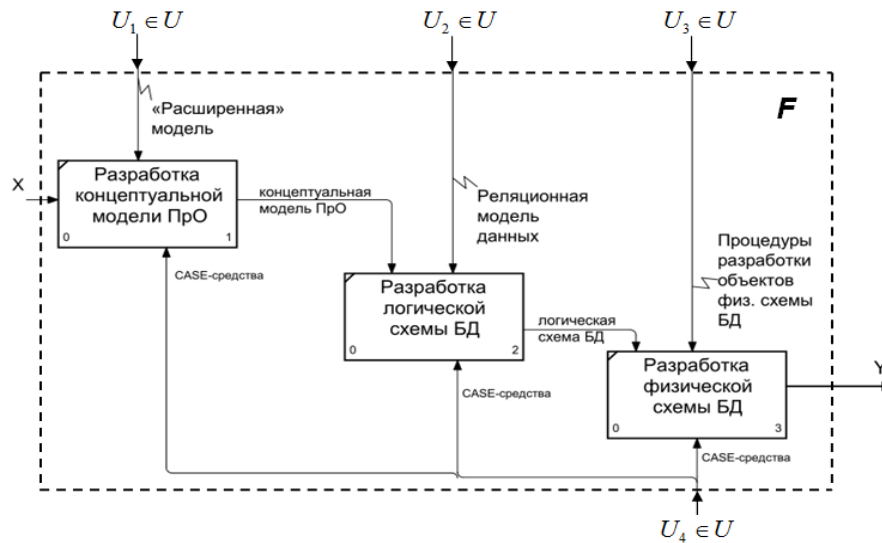 U₁ ∈ U
U₂ ∈ U
U₃ ∈ U
F
«Расширенная»
модель
X
Разработка
концептуальной
модели ПрО
0
1
концептуальная
модель ПрО
Реляционная
модель
данных
Процедуры
разработки
объектов
физ. схемы
БД
CASE-средства
Разработка
логической
схемы БД
0
2
логическая
схема БД
Разработка
физической
схемы БД
0
3
Y
CASE-средства
CASE-средства
U₄ ∈ U